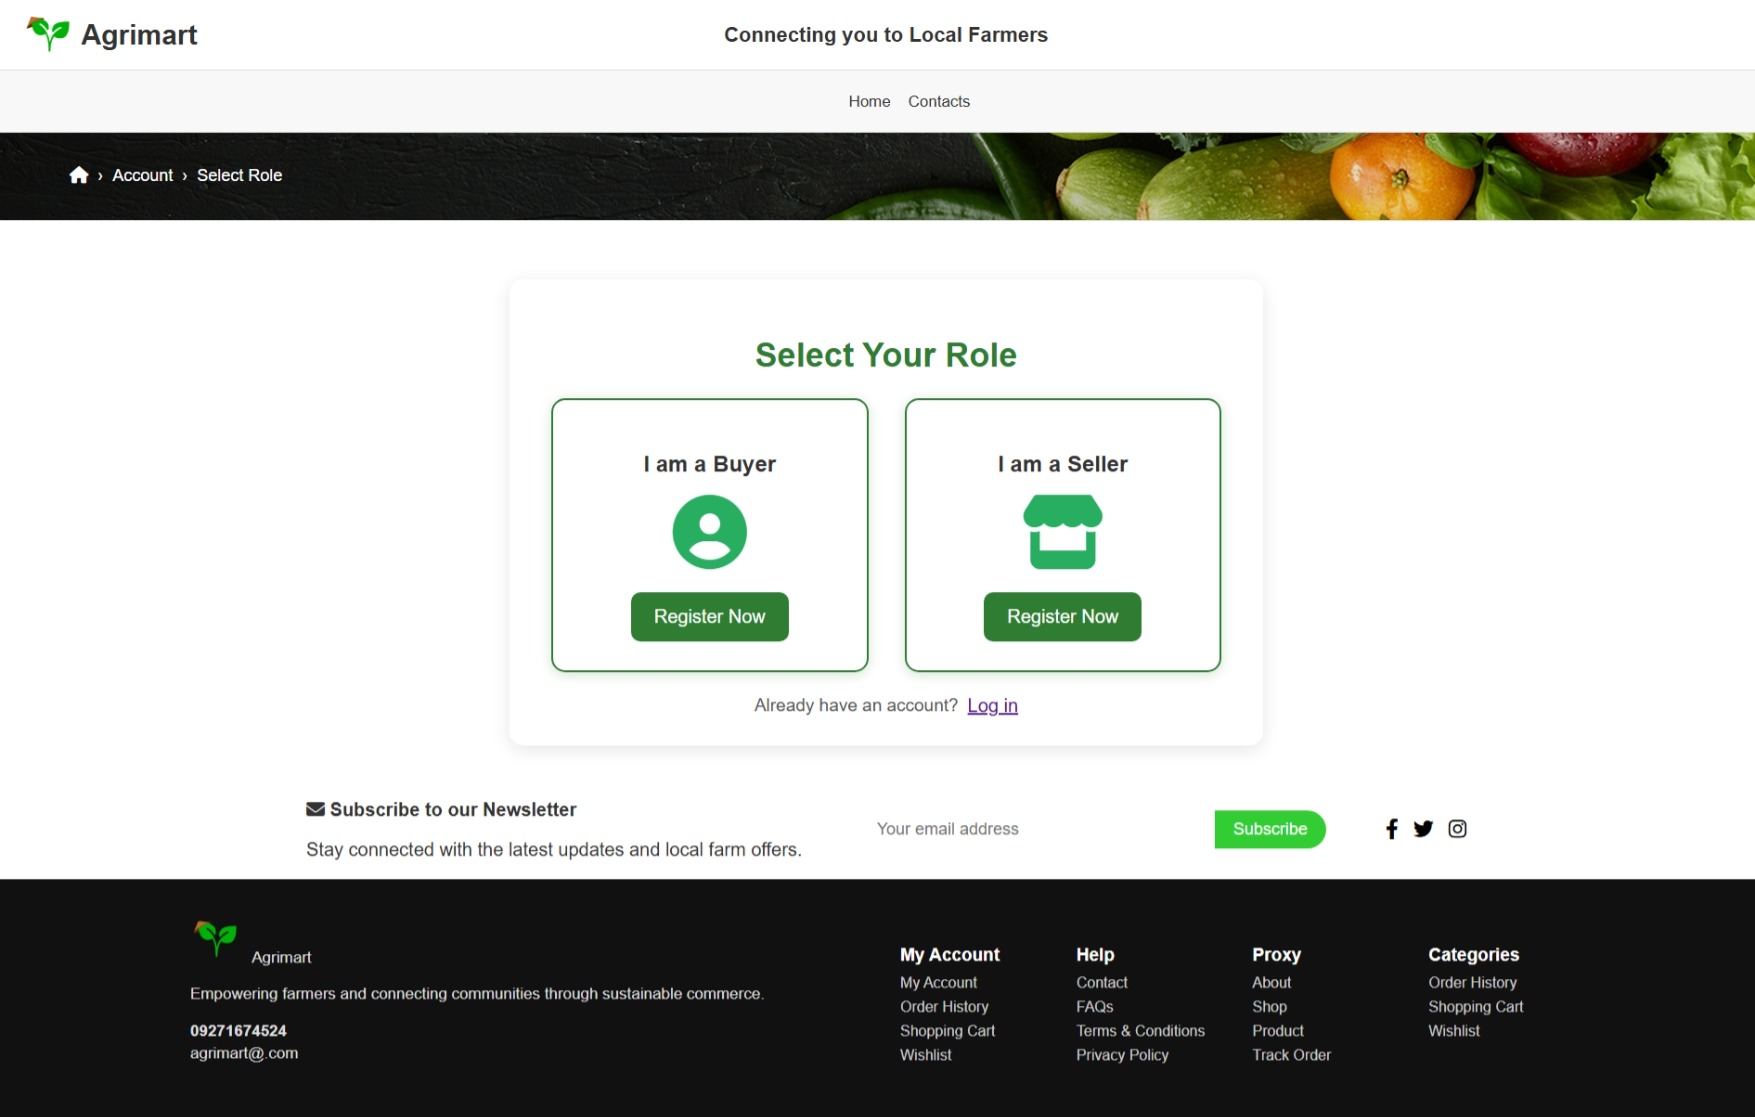 Agrimart
Connecting you to Local Farmers
Home Contacts
› Account › Select Role
Select Your Role
I am a Buyer
Register Now
I am a Seller
Register Now
Already have an account? Log in
Subscribe to our Newsletter
Stay connected with the latest updates and local farm offers.
Your email address
Subscribe
Agrimart
Empowering farmers and connecting communities through sustainable commerce.
09271674524
agrimart@.com
My Account
My Account
Order History
Shopping Cart
Wishlist
Help
Contact
FAQs
Terms & Conditions
Privacy Policy
Proxy
About
Shop
Product
Track Order
Categories
Order History
Shopping Cart
Wishlist